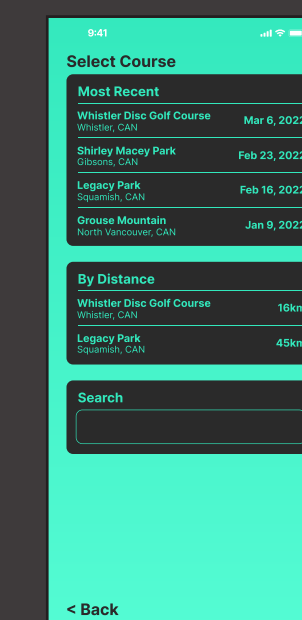 9:41
Select Course
Most Recent
Whistler Disc Golf Course Mar 6, 2022
Whistler, CAN
Shirley Macey Park Feb 23, 2022
Gibsons, CAN
Legacy Park Feb 16, 2022
Squamish, CAN
Grouse Mountain Jan 9, 2022
North Vancouver, CAN
By Distance
Whistler Disc Golf Course 16km
Whistler, CAN
Legacy Park 45km
Squamish, CAN
Search
< Back